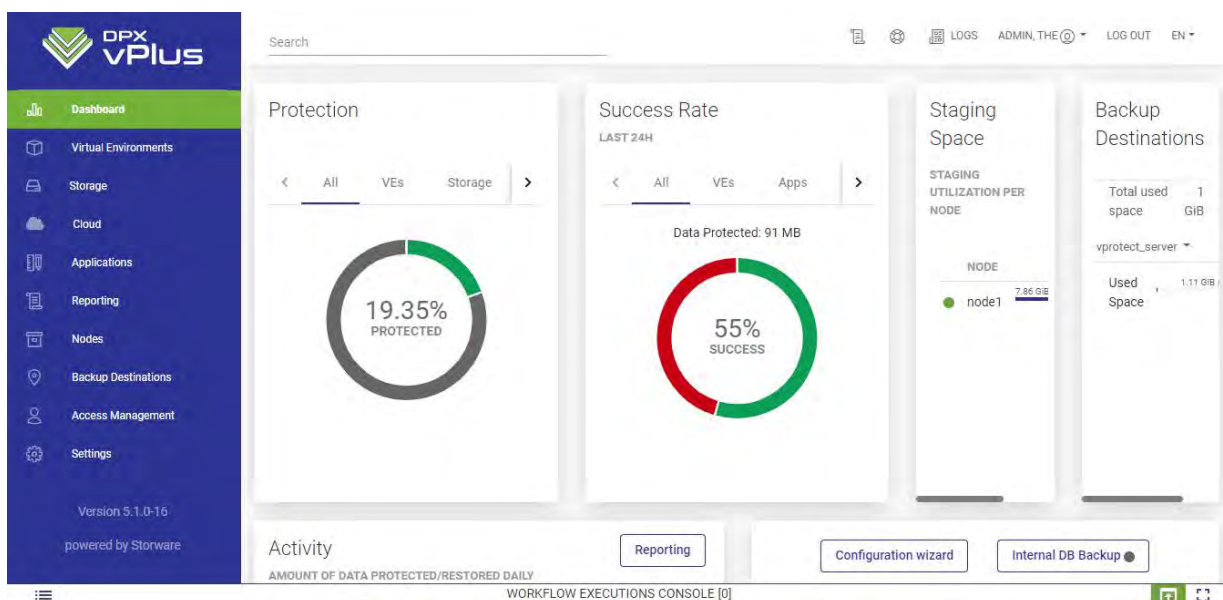 DPX
vPlus
Search
LOGS
ADMIN, THE
LOG OUT
EN
Dashboard
Virtual Environments
Storage
Cloud
Applications
Reporting
Nodes
Backup Destinations
Access Management
Settings
Version 5.1.0-16
powered by Storware
Protection
All VEs Storage
19.35%
PROTECTED
Success Rate
LAST 24H
All VEs Apps
Data Protected: 91 MB
55%
SUCCESS
Staging
Space
STAGING
UTILIZATION PER
NODE
NODE
node1 7.86 GiB
Backup
Destinations
Total used 1
space GiB
vprotect_server
Used 1.11 GiB /
Space
Activity
AMOUNT OF DATA PROTECTED/RESTORED DAILY
Reporting
Configuration wizard
Internal DB Backup
WORKFLOW EXECUTIONS CONSOLE [0]